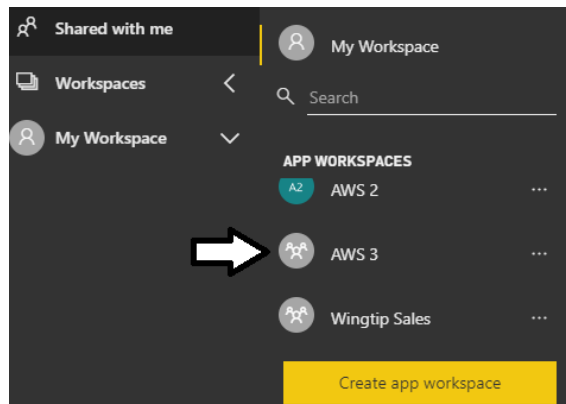 Shared with me
Workspaces
My Workspace
My Workspace
Search
APP WORKSPACES
A2 AWS 2
AWS 3
Wingtip Sales
Create app workspace